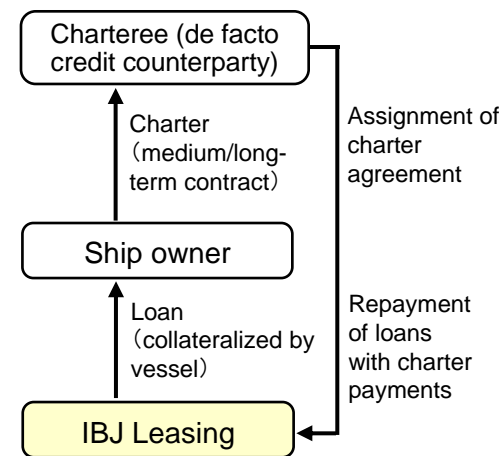 Charteree (de facto
credit counterparty)
Charter
（medium/long-
term contract）
Assignment of
charter
agreement
Ship owner
Loan
（collateralized by
vessel）
Repayment
of loans
with charter
payments
IBJ Leasing